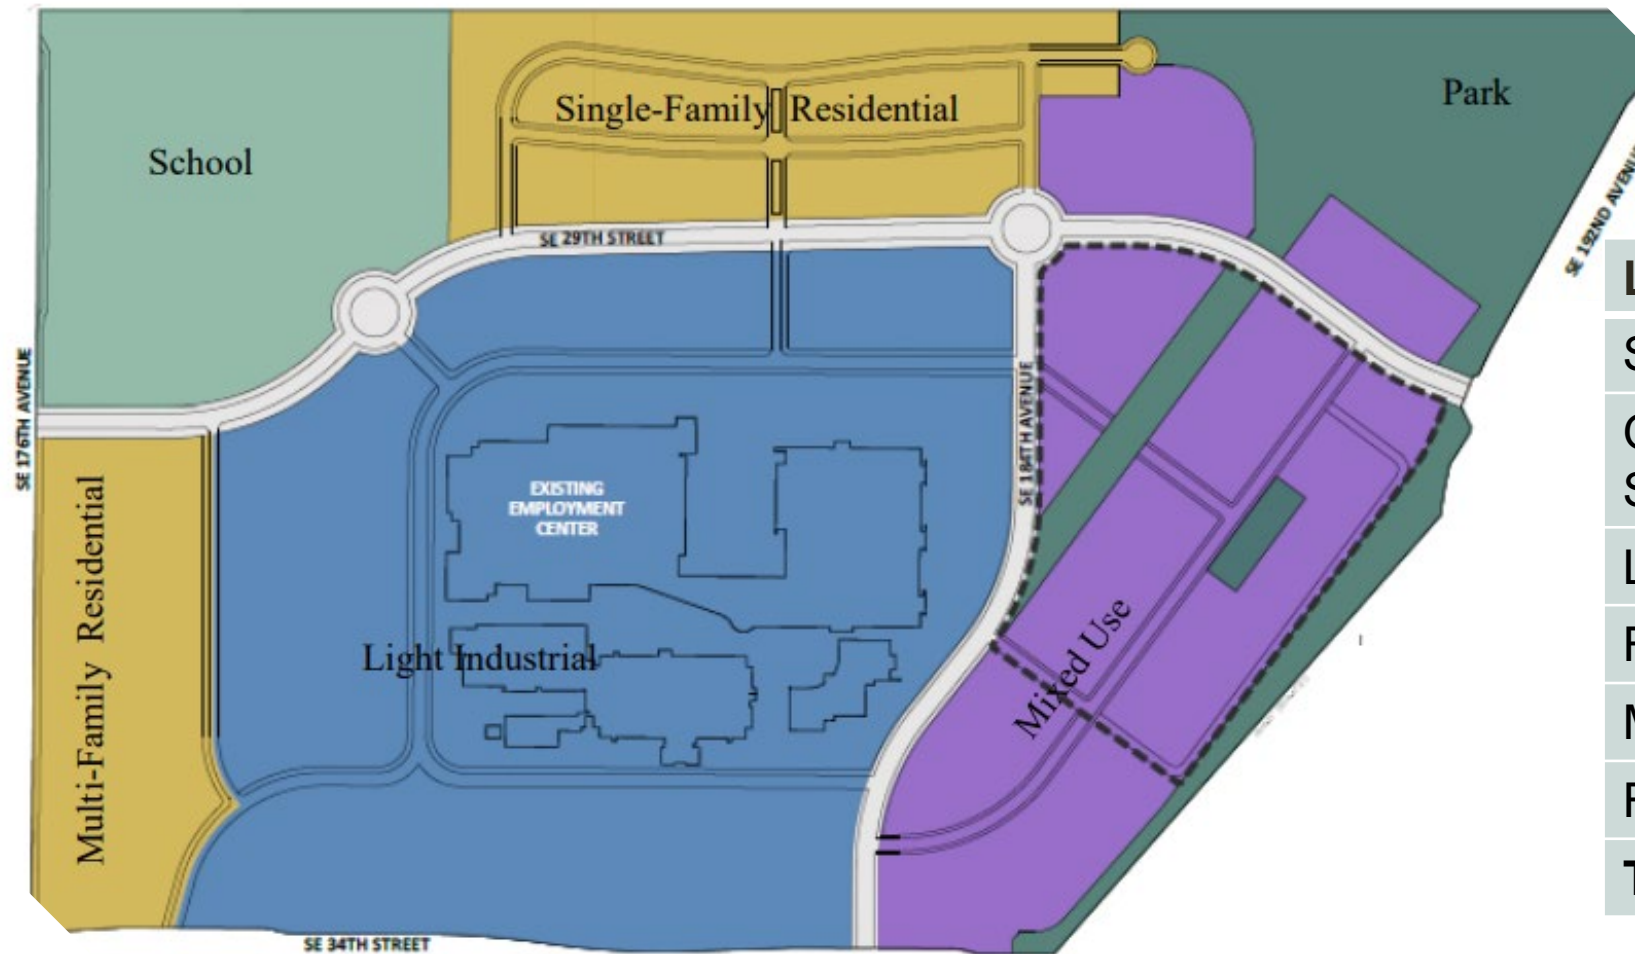 Single-Family Residential
Park
School
SE 192ND AVENUE
SE 29TH STREET
SE 176TH AVENUE
SE 184TH AVENUE
EXISTING
EMPLOYMENT
CENTER
Multi-Family Residential
Light Industrial
Mixed Use
SE 34TH STREET
L
S
S
L
F
M
T